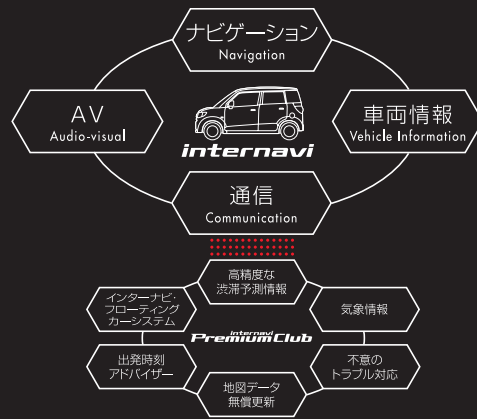 ナビゲーション
Navigation
AV
Audio-visual
車両情報
Vehicle Information
internavi
通信
Communication
高精度な
渋滞予測情報
インターナビ・
フローティング
カーシステム
気象情報
internavi
Premium Club
出発時刻
アドバイザー
不意の
トラブル対応
地図データ
無償更新